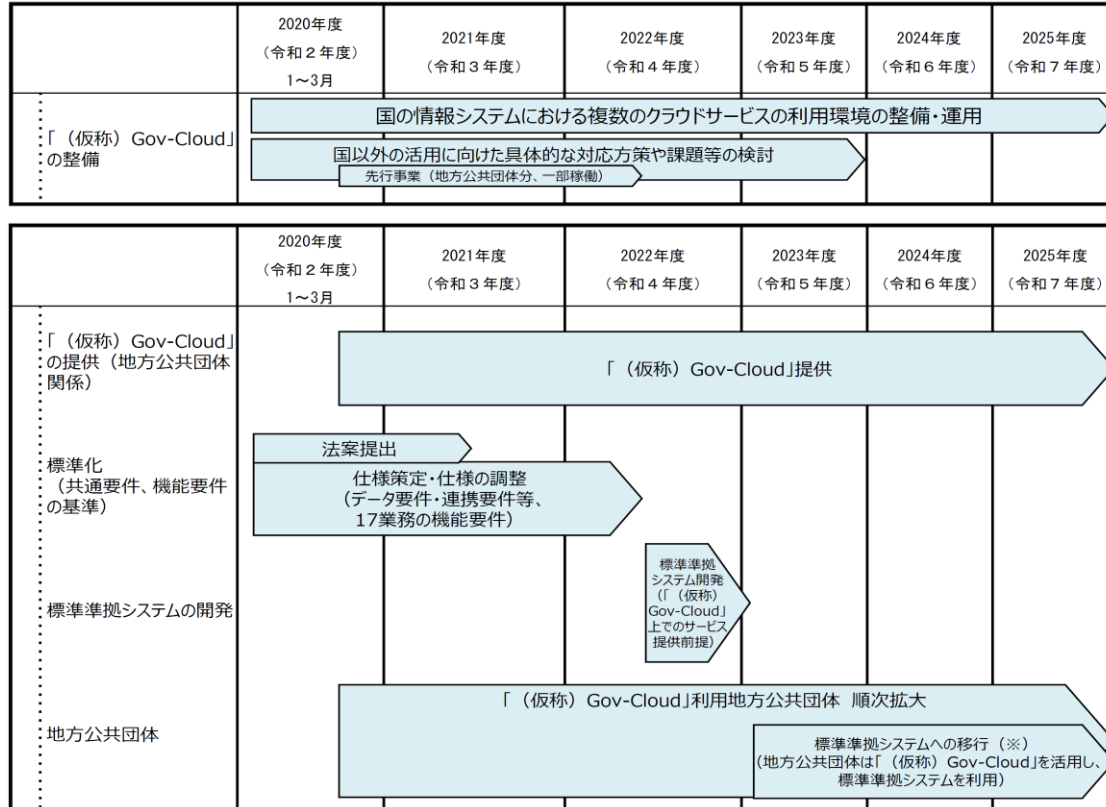 2020年度
(令和２年度)
1～3月
2021年度
(令和３年度)
2022年度
(令和４年度)
2023年度
(令和５年度)
2024年度
(令和６年度)
2025年度
(令和７年度)
「（仮称）Gov-Cloud」
の整備
国の情報システムにおける複数のクラウドサービスの利用環境の整備・運用
国以外の活用に向けた具体的な対応方策や課題等の検討
先行事業（地方公共団体分、一部稼働）
2020年度
(令和２年度)
1～3月
2021年度
(令和３年度)
2022年度
(令和４年度)
2023年度
(令和５年度)
2024年度
(令和６年度)
2025年度
(令和７年度)
「（仮称）Gov-Cloud」
の提供（地方公共団体
関係）
「（仮称）Gov-Cloud」提供
標準化
（共通要件、機能要件
の基準）
法案提出
仕様策定・仕様の調整
（データ要件・連携要件等、
17業務の機能要件）
標準準拠システムの開発
標準準拠
システム開発
（「（仮称）
Gov-Cloud」
上でのサービス
提供前提）
地方公共団体
「（仮称）Gov-Cloud」利用地方公共団体 順次拡大
標準準拠システムへの移行（※）
（地方公共団体は「（仮称）Gov-Cloud」を活用し、
標準準拠システムを利用）